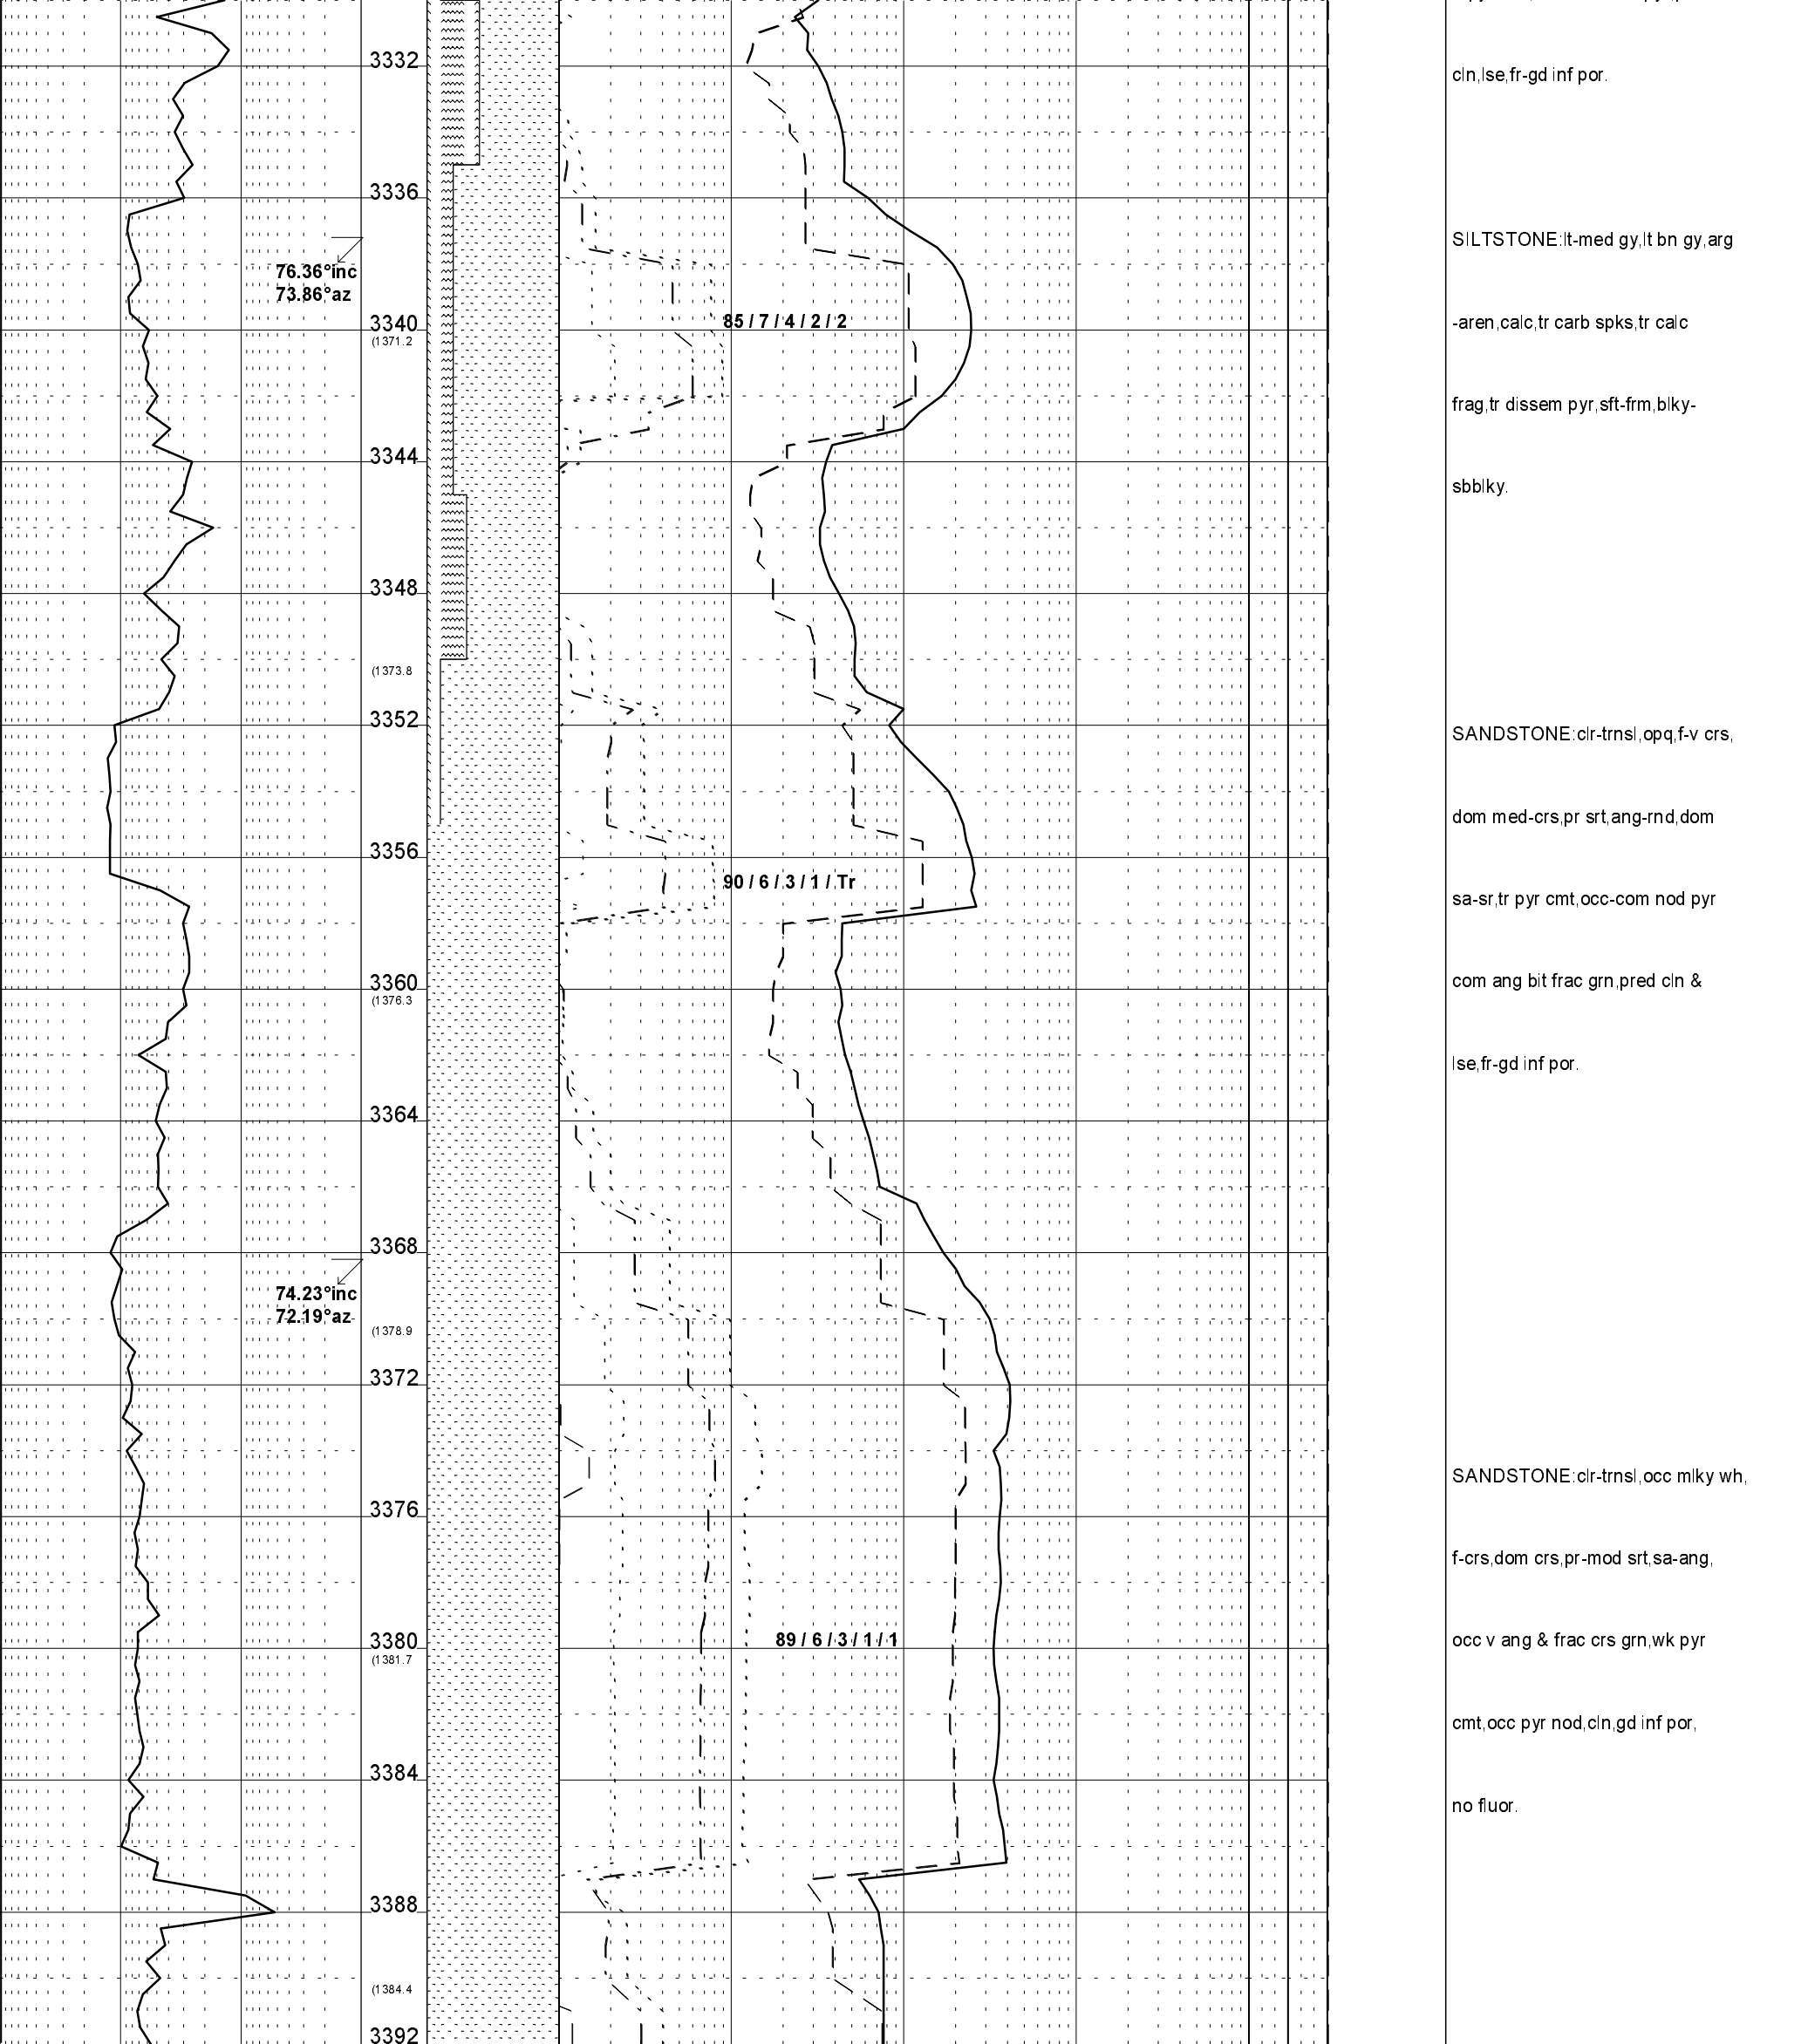 3332
cln,lse,fr-gd inf por.
3336
SILTSTONE:lt-med gy,lt bn gy,arg
76.36°inc
73.86°az
3340
(1371.2
85 / 7 / 4 / 2 / 2
-aren,calc,tr carb spks,tr calc
frag,tr dissem pyr,sft-frm,blky-
3344
sbblky.
3348
(1373.8
3352
SANDSTONE:clr-trnsl,opq,f-v crs,
dom med-crs,pr srt,ang-rnd,dom
3356
90 / 6 / 3 / 1 / Tr
sa-sr,tr pyr cmt,occ-com nod pyr
3360
(1376.3
com ang bit frac grn,pred cln &
lse,fr-gd inf por.
3364
3368
74.23°inc
72.19°az
(1378.9
3372
SANDSTONE:clr-trnsl,occ mlky wh,
3376
f-crs,dom crs,pr-mod srt,sa-ang,
3380
(1381.7
89 / 6 / 3 / 1 / 1
occ v ang & frac crs grn,wk pyr
cmt,occ pyr nod,cln,gd inf por,
3384
no fluor.
3388
(1384.4
3392